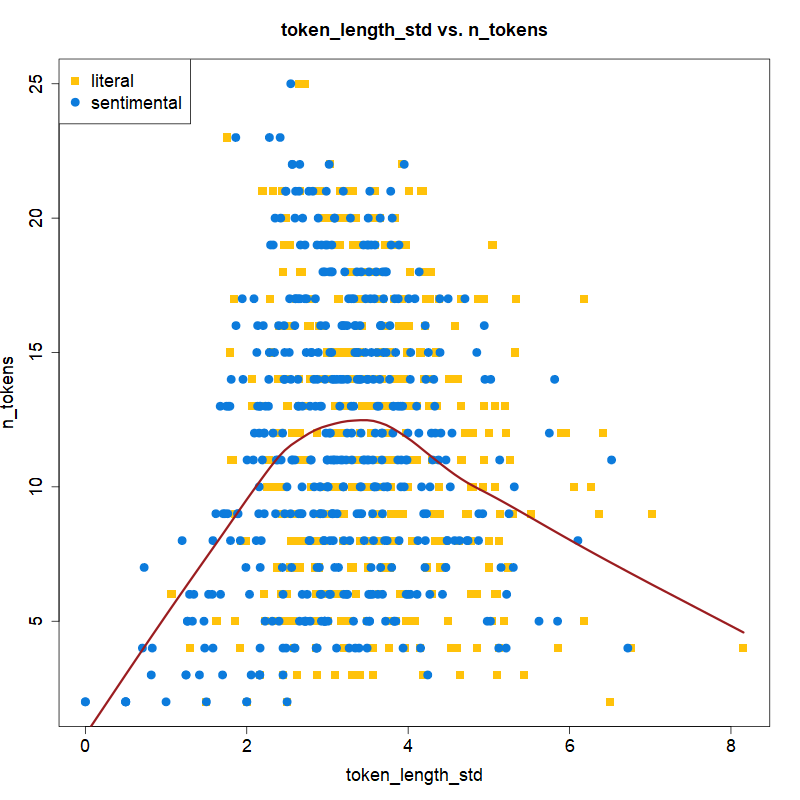 token_length_std vs. n_tokens
literal
sentimental
n_tokens
25
20
15
10
5
0
2
4
6
8
token_length_std